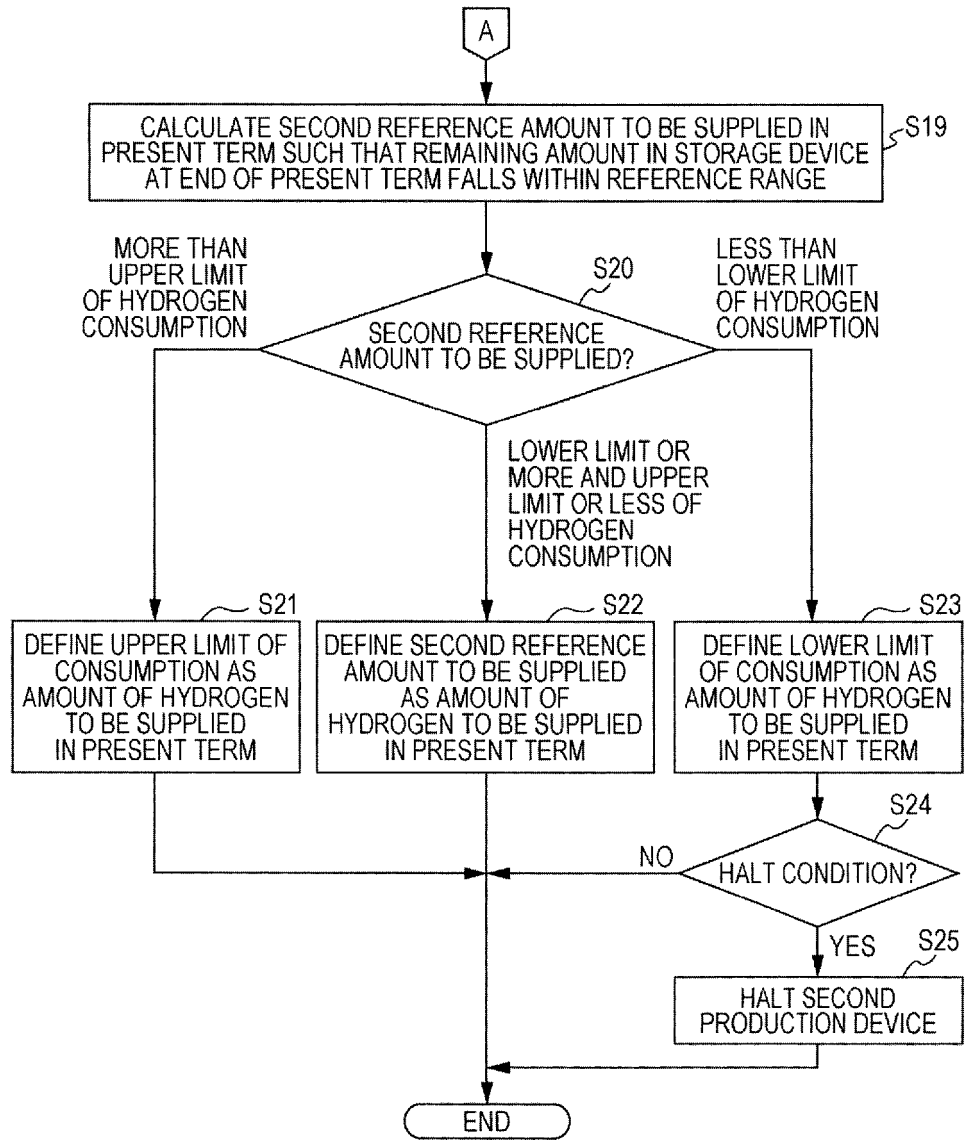 A
CALCULATE SECOND REFERENCE AMOUNT TO BE SUPPLIED IN
PRESENT TERM SUCH THAT REMAINING AMOUNT IN STORAGE DEVICE
AT END OF PRESENT TERM FALLS WITHIN REFERENCE RANGE
S19
MORE THAN
UPPER LIMIT
OF HYDROGEN
CONSUMPTION
S20
SECOND REFERENCE
AMOUNT TO BE SUPPLIED?
LESS THAN
LOWER LIMIT
OF HYDROGEN
CONSUMPTION
LOWER LIMIT OR
MORE AND UPPER
LIMIT OR LESS OF
HYDROGEN
CONSUMPTION
S21
DEFINE UPPER LIMIT OF
CONSUMPTION AS
AMOUNT OF HYDROGEN
TO BE SUPPLIED
IN PRESENT TERM
S22
DEFINE SECOND REFERENCE
AMOUNT TO BE SUPPLIED
AS AMOUNT OF
HYDROGEN TO BE SUPPLIED
IN PRESENT TERM
S23
DEFINE LOWER LIMIT
OF CONSUMPTION AS
AMOUNT OF HYDROGEN
TO BE SUPPLIED
IN PRESENT TERM
S24
HALT CONDITION?
NO
YES
S25
HALT SECOND
PRODUCTION DEVICE
END